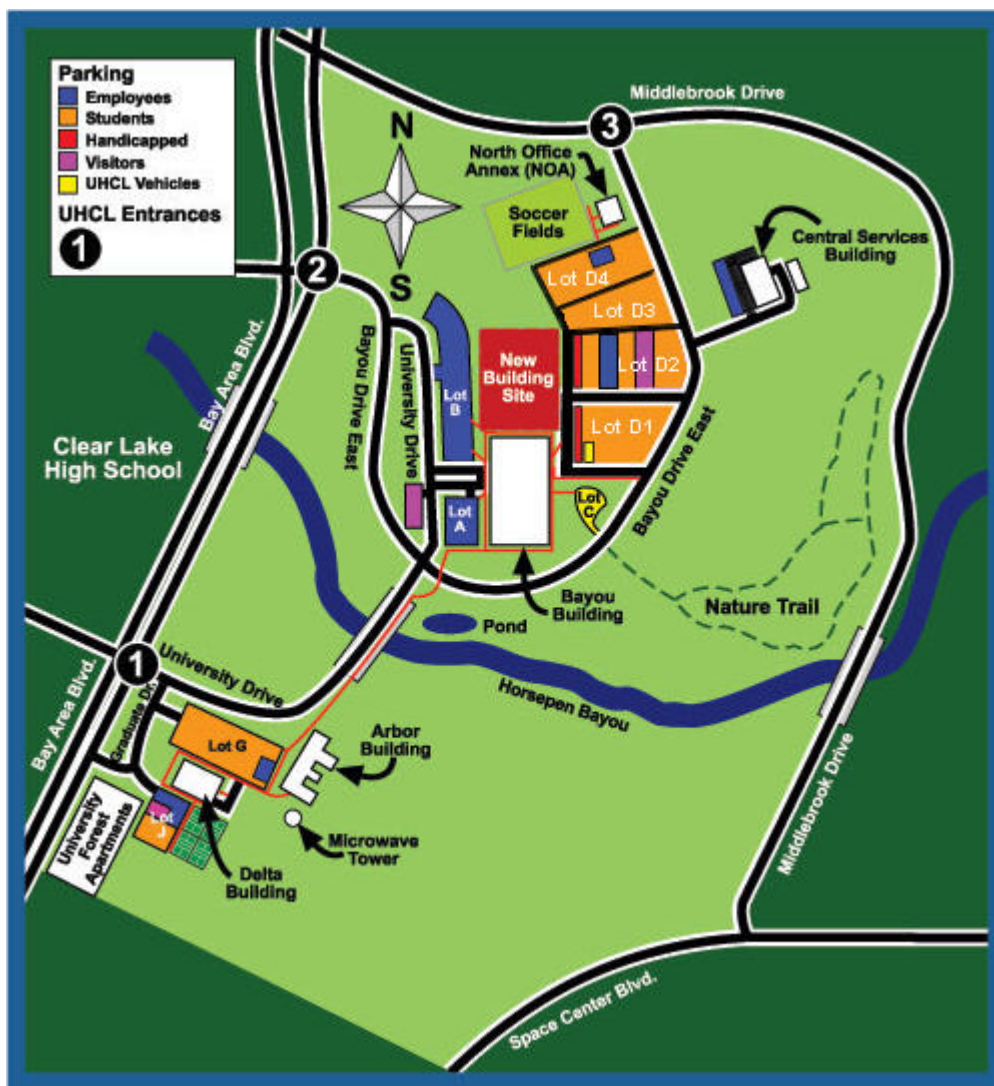 Parking
Employees
Students
Handicapped
Visitors
UHCL Vehicles
UHCL Entrances
1
Middlebrook Drive
3
N
S
North Office
Annex (NOA)
Soccer
Fields
Central Services
Building
Lot D4
Lot D3
Lot D2
Lot D1
2
Bay Area Blvd.
Bayou Drive East
University Drive
Lot
B
New
Building
Site
Clear Lake
High School
Lot
A
Lot
C
Bayou Drive East
Bayou
Building
Nature Trail
Pond
Horsepen Bayou
1
University Drive
Bay Area Blvd.
Graduate Dr.
Lot G
Arbor
Building
Lot
J
University
Forest
Apartments
Microwave
Tower
Delta
Building
Middlebrook Drive
Space Center Blvd.